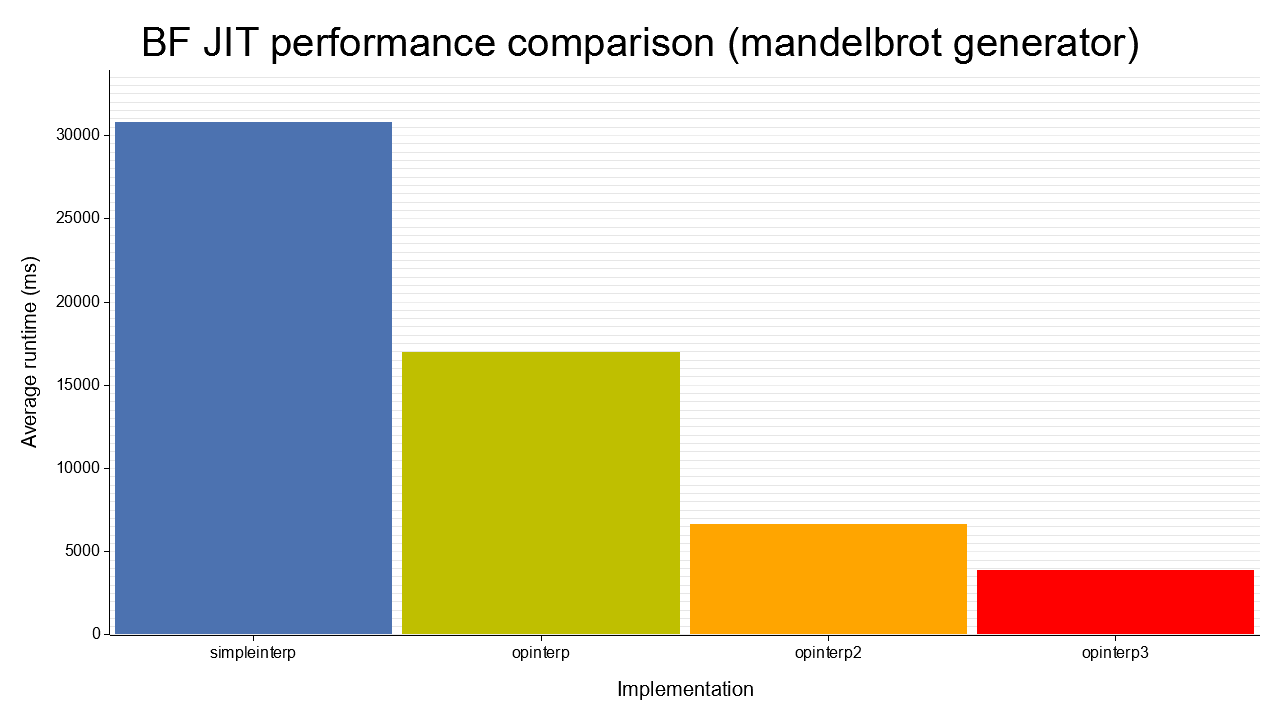 BF JIT performance comparison (mandelbrot generator)
Average runtime (ms)
30000
25000
20000
15000
10000
5000
0
simpleinterp opinterp opinterp2 opinterp3
Implementation